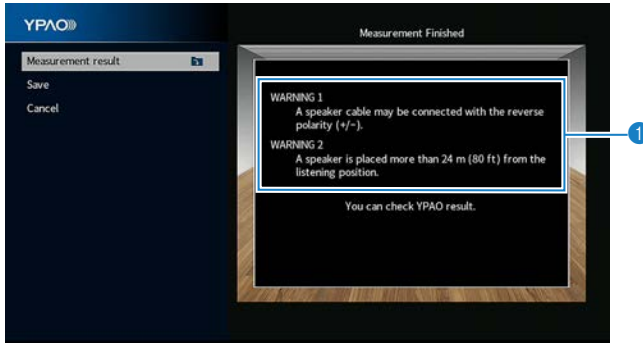 YPAO
Measurement Finished
Measurement result
Save
Cancel
WARNING 1
A speaker cable may be connected with the reverse
polarity (+/-).
WARNING 2
A speaker is placed more than 24 m (80 ft) from the
listening position.
You can check YPAO result.
1